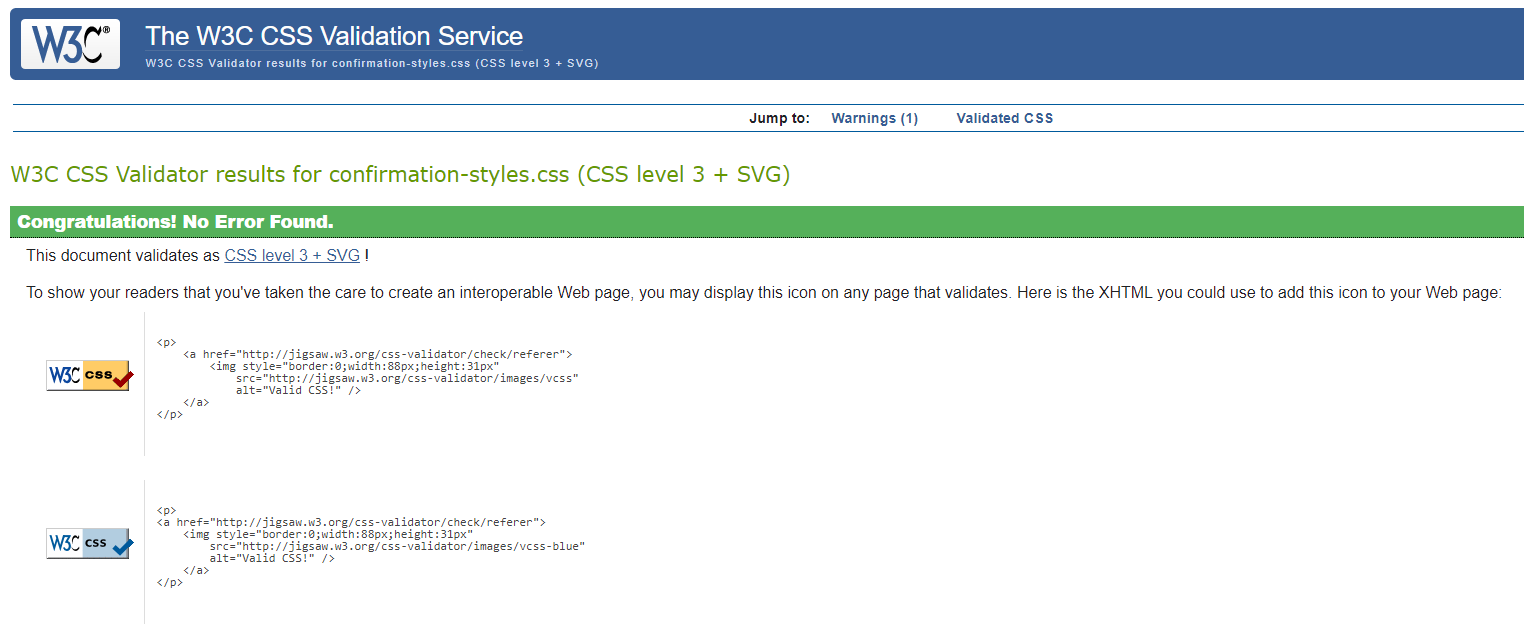 W3C® The W3C CSS Validation Service
W3C CSS Validator results for confirmation-styles.css (CSS level 3 + SVG)
Jump to: Warnings (1) Validated CSS
W3C CSS Validator results for confirmation-styles.css (CSS level 3 + SVG)
Congratulations! No Error Found.
This document validates as CSS level 3 + SVG !
To show your readers that you've taken the care to create an interoperable Web page, you may display this icon on any page that validates. Here is the XHTML you could use to add this icon to your Web page:
W3C css
<p>
<a href="http://jigsaw.w3.org/css-validator/check/referer">
<img style="border:0;width:88px;height:31px"
src="http://jigsaw.w3.org/css-validator/images/vcss"
alt="Valid CSS!" />
</a>
</p>
W3C css
<p>
<a href="http://jigsaw.w3.org/css-validator/check/referer">
<img style="border:0;width:88px;height:31px"
src="http://jigsaw.w3.org/css-validator/images/vcss-blue"
alt="Valid CSS!" />
</a>
</p>